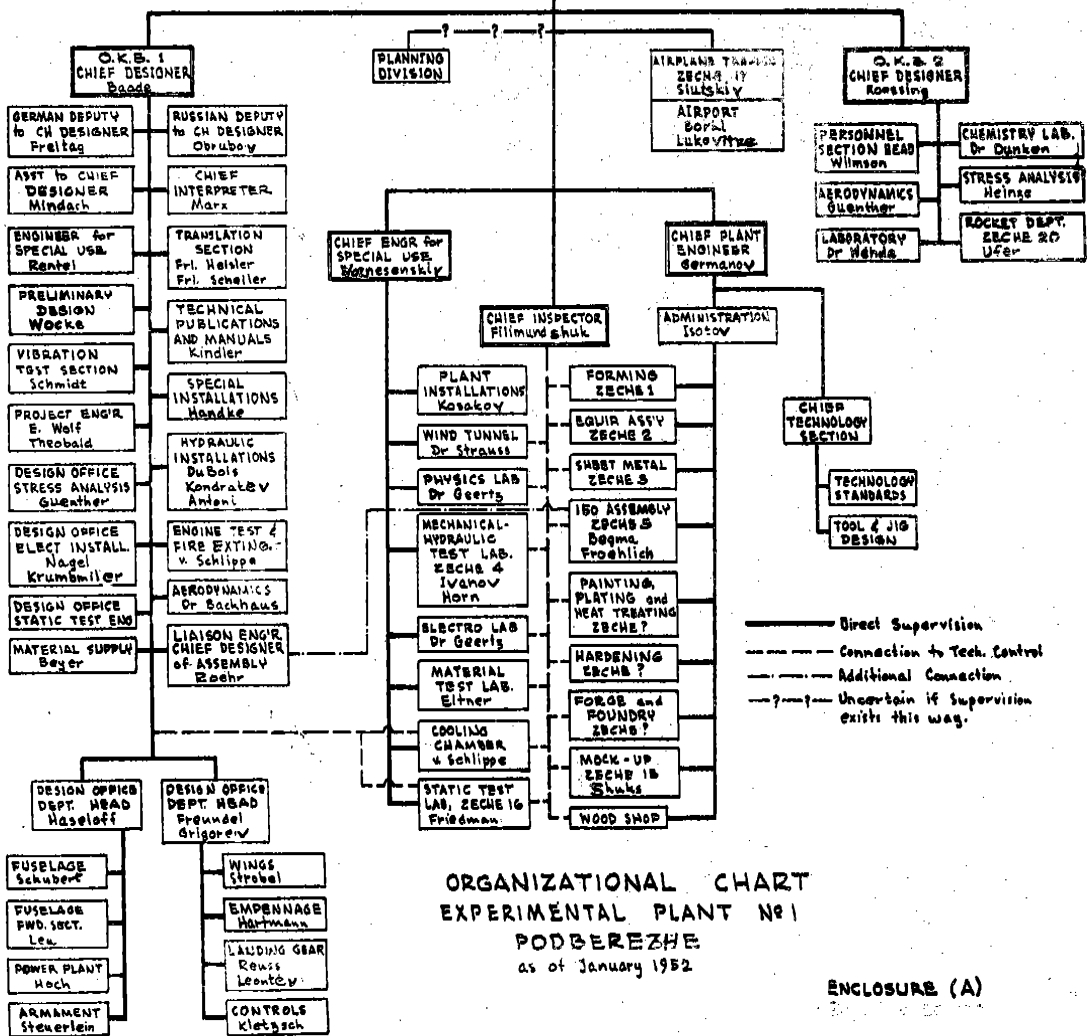 ? ? ?
O.K.B. 1
CHIEF DESIGNER
Baade
PLANNING
DIVISION
ZECHE 17
Slutskiy
AIRPORT
Boral
O.K.B. 2
CHIEF DESIGNER
Roessing
GERMAN DEPUTY
to CH DESIGNER
Freitag
RUSSIAN DEPUTY
to CH DESIGNER
Obrubov
ASST to CHIEF
DESIGNER
Mindach
CHIEF
INTERPRETER
Marx
ENGINEER for
SPECIAL USE
Rentel
TRANSLATION
SECTION
Frl. Heisler
Frl. Scheller
PRELIMINARY
DESIGN
Wocke
TECHNICAL
PUBLICATIONS
AND MANUALS
Kindler
VIBRATION
TEST SECTION
Schmidt
SPECIAL
INSTALLATIONS
Handke
PROJECT ENG'R
E. Wolf
Theobald
HYDRAULIC
INSTALLATIONS
DuBois
Kondratev
Antoni
DESIGN OFFICE
STRESS ANALYSIS
Guenther
DESIGN OFFICE
ELECT INSTALL.
Nagel
Krumbmiller
ENGINE TEST &
FIRE EXTING.
v. Schlippe
DESIGN OFFICE
STATIC TEST ENG
AERODYNAMICS
Dr Backhaus
MATERIAL SUPPLY
Beyer
LIAISON ENG'R
CHIEF DESIGNER
of ASSEMBLY
Roehr
PERSONNEL
SECTION HEAD
Wilmson
CHEMISTRY LAB.
Dr Dunken
AERODYNAMICS
Guenther
STRESS ANALYSIS
Heinze
LABORATORY
Dr Wehda
ROCKET DEPT.
ZECHE 20
Ufer
CHIEF ENGR for
SPECIAL USE
Voznesenskiy
CHIEF PLANT
ENGINEER
Germanov
CHIEF INSPECTOR
Filimundshuk
ADMINISTRATION
Isotov
PLANT
INSTALLATIONS
Kosakov
FORMING
ZECHE 1
WIND TUNNEL
Dr Strauss
EQUIP. ASS'Y
ZECHE 2
PHYSICS LAB
Dr Geertz
SHEET METAL
ZECHE 3
MECHANICAL-
HYDRAULIC
TEST LAB.
ZECHE 4
Ivanov
Horn
150 ASSEMBLY
ZECHE 5
Begma
Froehlich
PAINTING,
PLATING and
HEAT TREATING
ZECHE ?
ELECTRO LAB
Dr Geertz
HARDENING
ZECHE ?
MATERIAL
TEST LAB.
Eltner
FORGE and
FOUNDRY
ZECHE ?
COOLING
CHAMBER
v Schlippe
MOCK-UP
ZECHE 15
Shuks
STATIC TEST
LAB, ZECHE 16
Friedman
WOOD SHOP
CHIEF
TECHNOLOGY
SECTION
TECHNOLOGY
STANDARDS
TOOL & JIG
DESIGN
Direct Supervision
Connection to Tech. Control
Additional Connection
? ? Uncertain if Supervision
exists this way.
DESIGN OFFICE
DEPT. HEAD
Haseloff
DESIGN OFFICE
DEPT HEAD
Freundel
Grigorev
FUSELAGE
Schubert
WINGS
Strobel
FUSELAGE
FWD. SECT.
Leu
EMPENNAGE
Hartmann
POWER PLANT
Hoch
LANDING GEAR
Reuss
Leontev
ARMAMENT
Steuerlein
CONTROLS
Kletzsch
ORGANIZATIONAL CHART
EXPERIMENTAL PLANT Nº 1
PODBEREZHE
as of January 1952
ENCLOSURE (A)